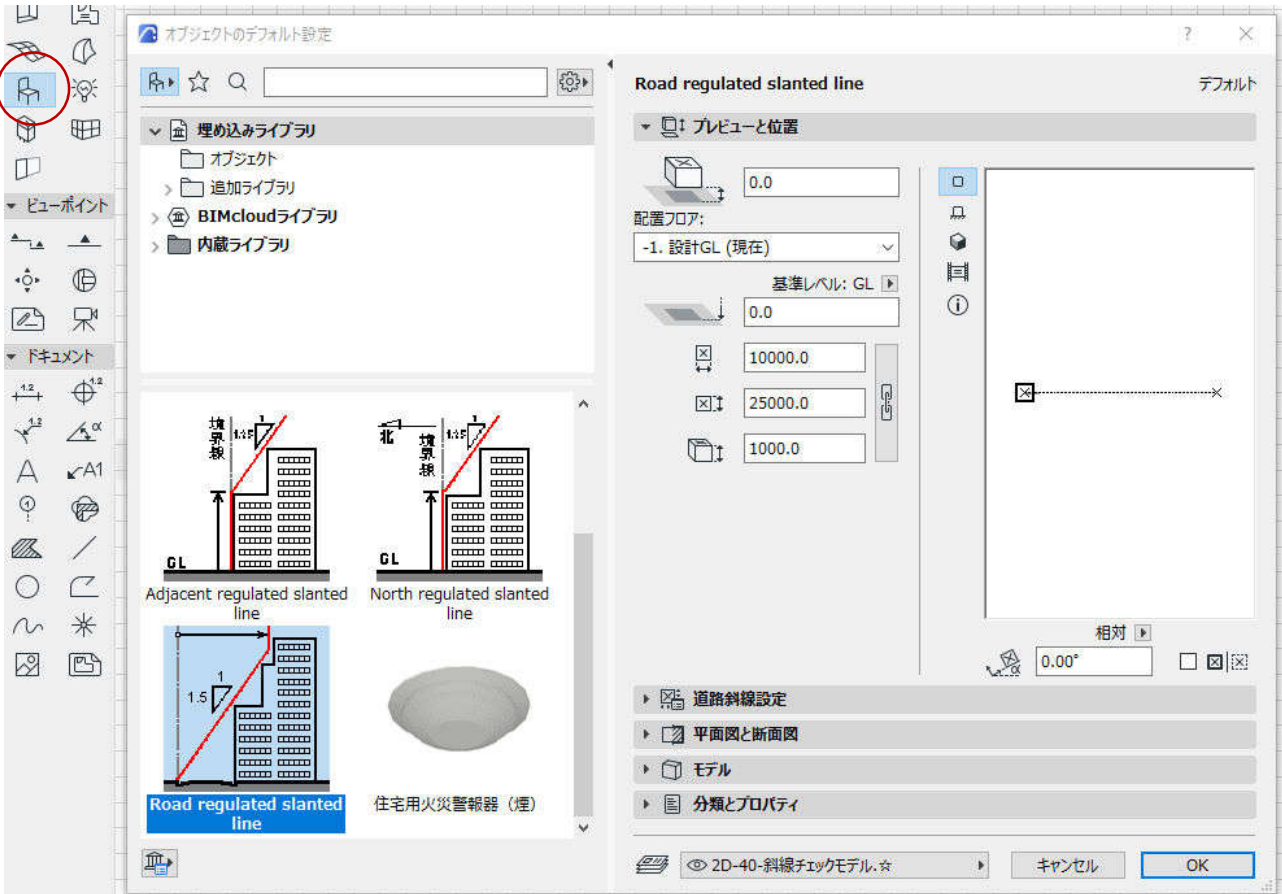 オブジェクトのデフォルト設定
?
埋め込みライブラリ
オブジェクト
追加ライブラリ
BIMcloudライブラリ
内蔵ライブラリ
ビューポイント
ドキュメント
1.2
1.2
1.2
α
A
A1
1
境界線
1
1.25
GL
Adjacent regulated slanted
line
北
境界線
1
1.25
GL
North regulated slanted
line
1
1.5
Road regulated slanted
line
住宅用火災警報器（煙）
Road regulated slanted line
デフォルト
プレビューと位置
0.0
配置フロア:
-1. 設計GL (現在)
基準レベル: GL
0.0
10000.0
25000.0
1000.0
相対
α
0.00°
道路斜線設定
平面図と断面図
モデル
分類とプロパティ
2D-40-斜線チェックモデル.☆
キャンセル
OK